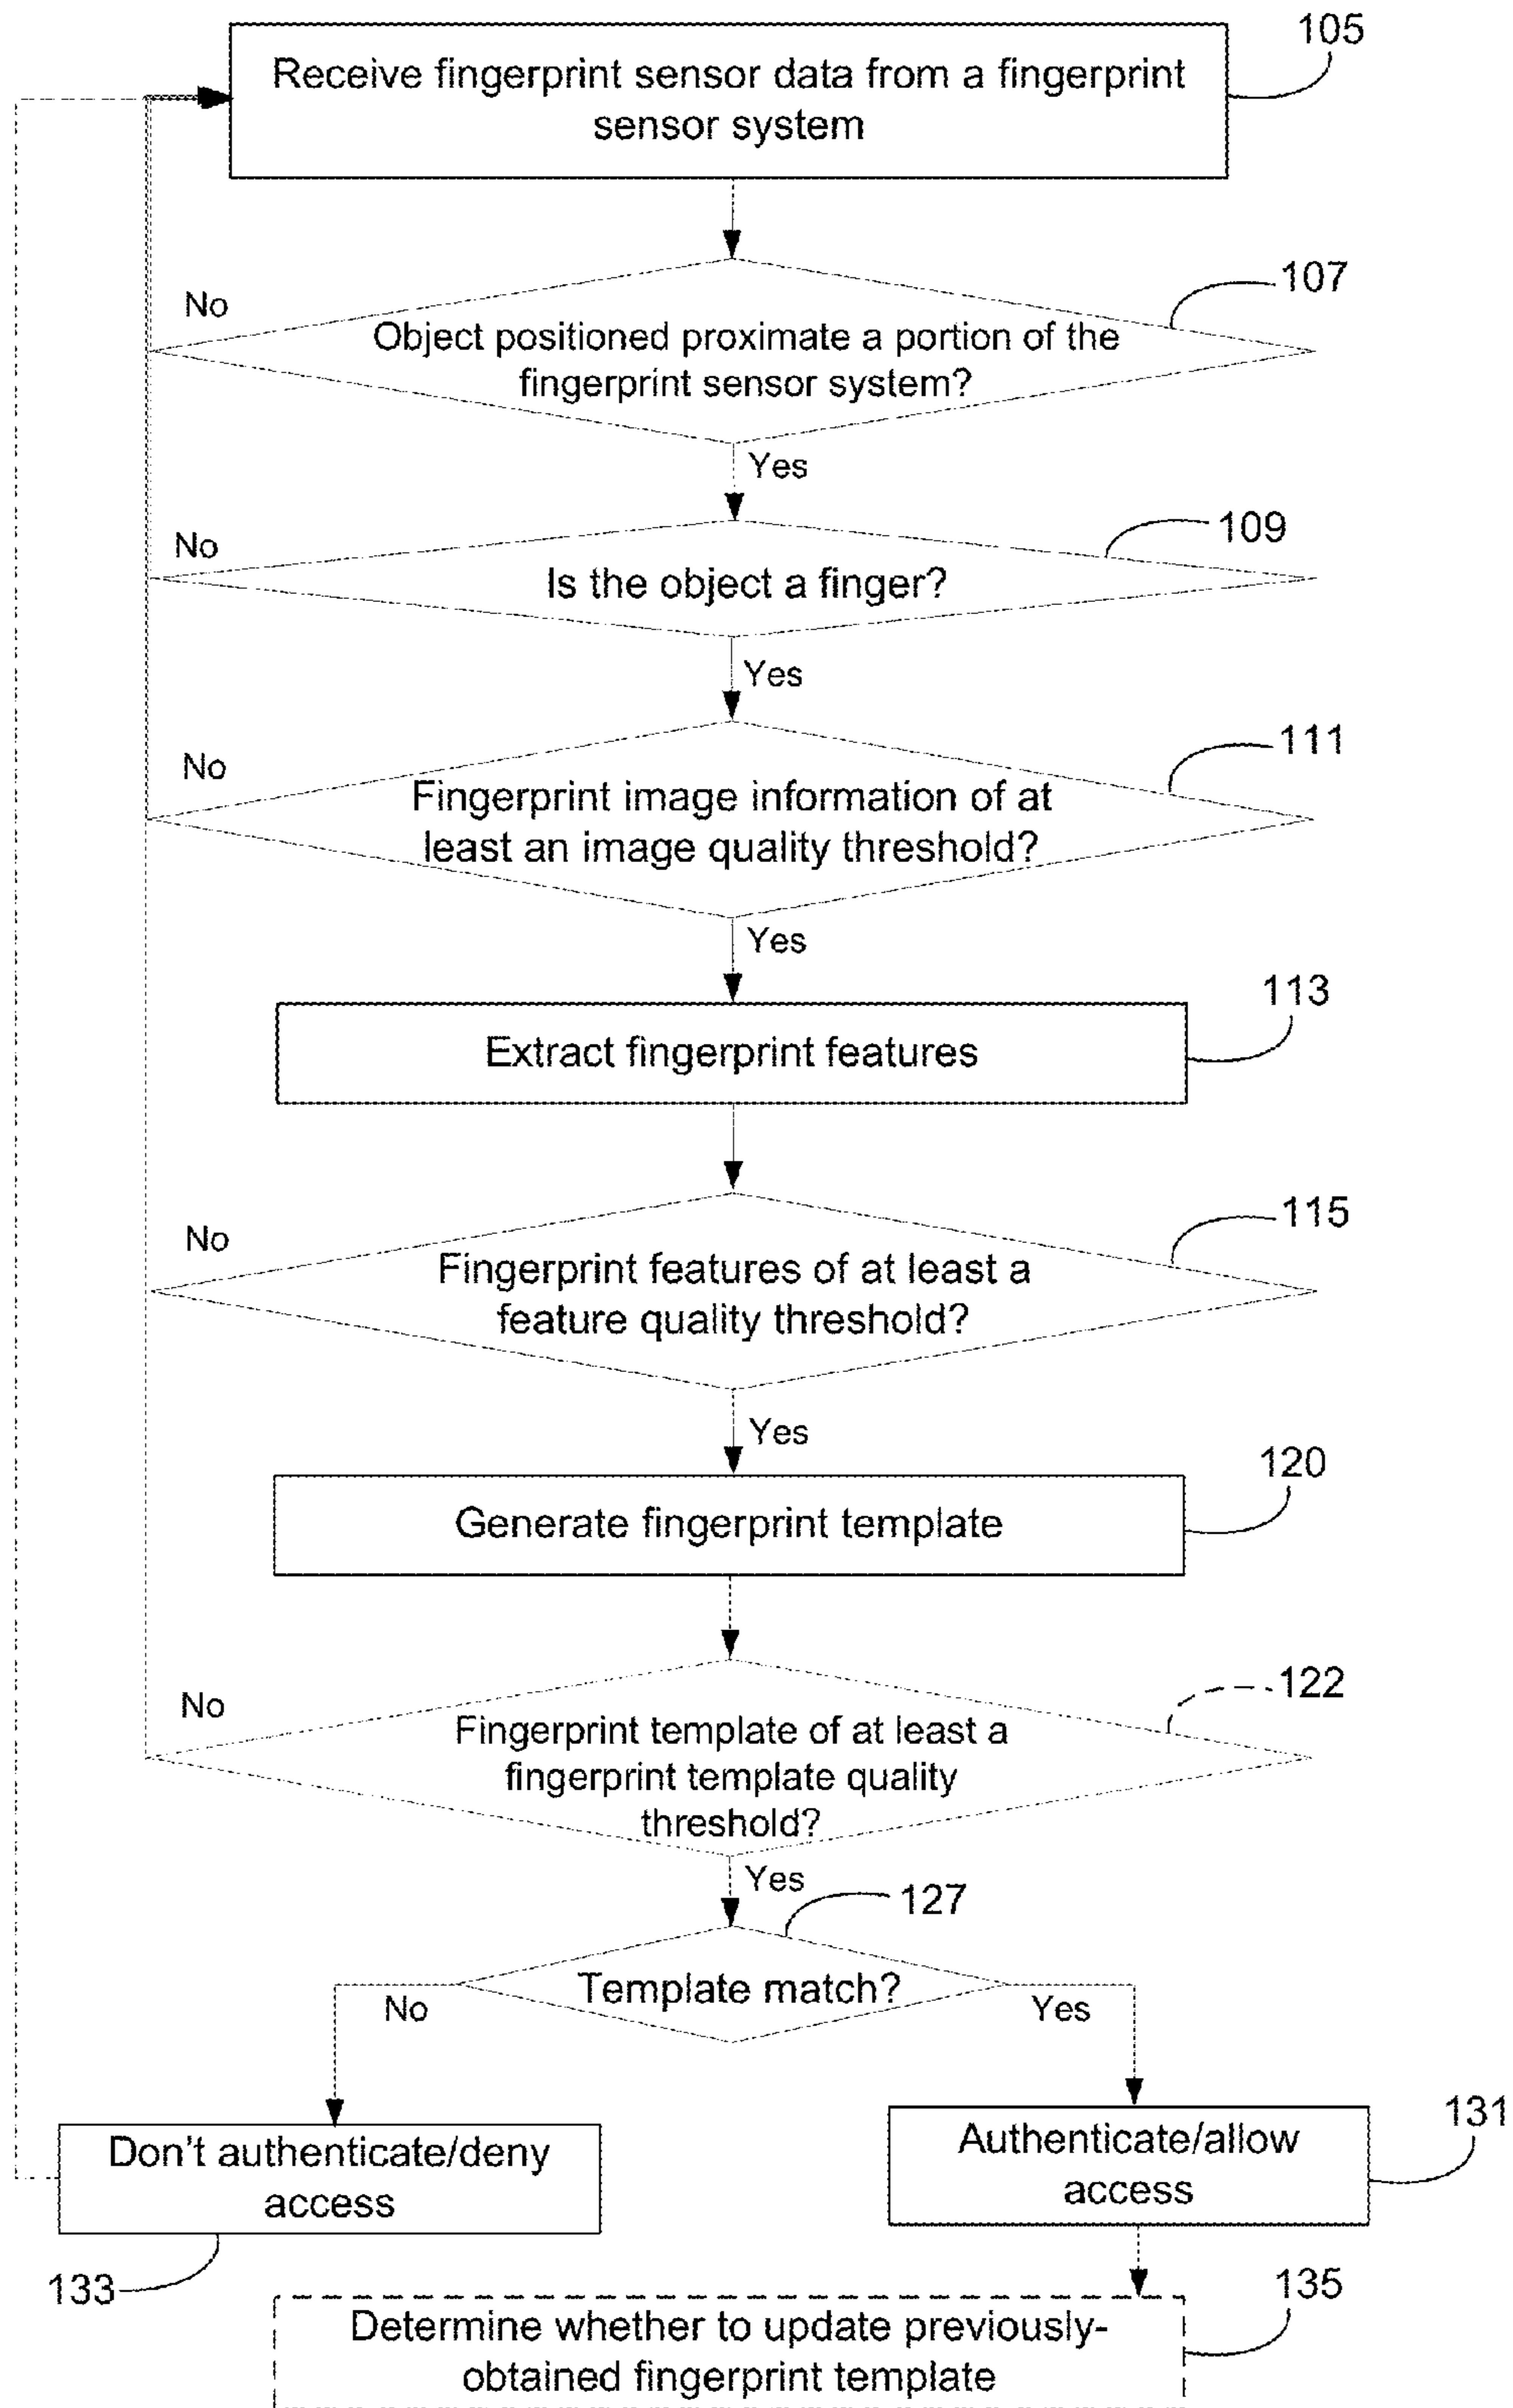 105
Receive fingerprint sensor data from a fingerprint
sensor system
107
No
Object positioned proximate a portion of the
fingerprint sensor system?
Yes
109
No
Is the object a finger?
Yes
111
No
Fingerprint image information of at
least an image quality threshold?
Yes
113
Extract fingerprint features
115
No
Fingerprint features of at least a
feature quality threshold?
Yes
120
Generate fingerprint template
122
No
Fingerprint template of at least a
fingerprint template quality
threshold?
Yes
127
Template match?
No
Yes
131
Don't authenticate/deny
access
Authenticate/allow
access
133
135
Determine whether to update previously-
obtained fingerprint template